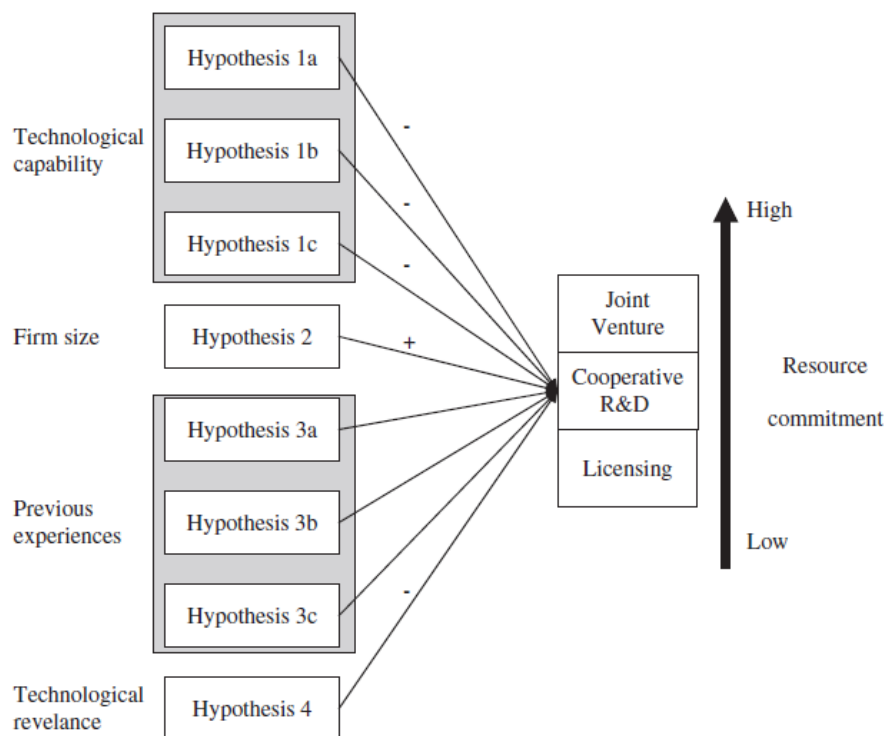 Hypothesis 1a
-
Technological
capability
Hypothesis 1b
-
Hypothesis 1c
-
Firm size
Hypothesis 2
+
Previous
experiences
Hypothesis 3a
Hypothesis 3b
Hypothesis 3c
-
Technological
revelance
Hypothesis 4
Joint
Venture
Cooperative
R&D
Licensing
High
Resource
commitment
Low